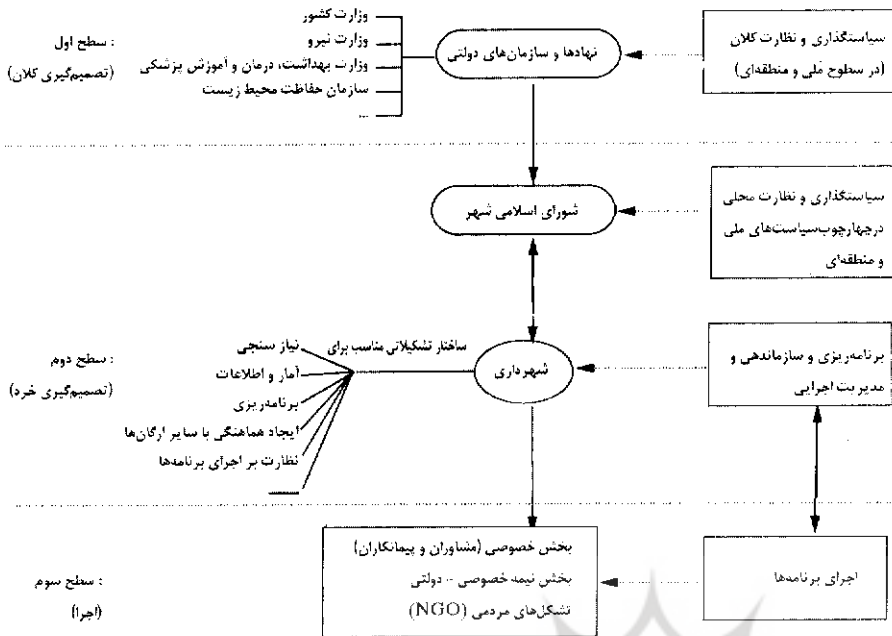 سیاستگذاری و نظارت کلان
(در سطوح ملی و منطقه‌ای)
نهادها و سازمان‌های دولتی
وزارت کشور
وزارت نیرو
وزارت بهداشت، درمان و آموزش پزشکی
سازمان حفاظت محیط زیست
...
سطح اول :
(تصمیم‌گیری کلان)
سیاستگذاری و نظارت محلی
درچهارچوب سیاست‌های ملی
و منطقه‌ای
شورای اسلامی شهر
برنامه‌ریزی و سازماندهی و
مدیریت اجرایی
شهرداری
ساختار تشکیلاتی مناسب برای
نیاز سنجی
آمار و اطلاعات
برنامه‌ریزی
ایجاد هماهنگی با سایر ارگان‌ها
نظارت بر اجرای برنامه‌ها
سطح دوم :
(تصمیم‌گیری خرد)
اجرای برنامه‌ها
بخش خصوصی (مشاوران و پیمانکاران)
بخش نیمه خصوصی - دولتی
تشکل‌های مردمی (NGO)
سطح سوم :
(اجرا)